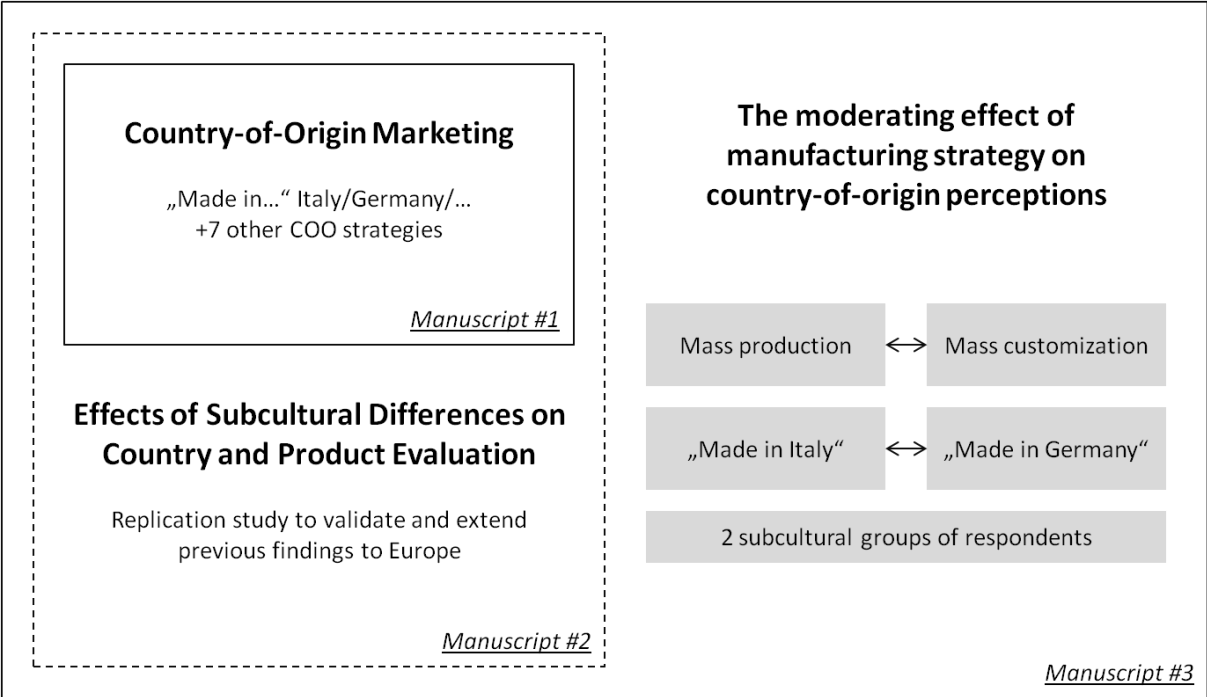 Country-of-Origin Marketing
„Made in...“ Italy/Germany/...
+7 other COO strategies
Manuscript #1
Effects of Subcultural Differences on
Country and Product Evaluation
Replication study to validate and extend
previous findings to Europe
Manuscript #2
The moderating effect of
manufacturing strategy on
country-of-origin perceptions
Mass production
Mass customization
„Made in Italy“
„Made in Germany“
2 subcultural groups of respondents
Manuscript #3